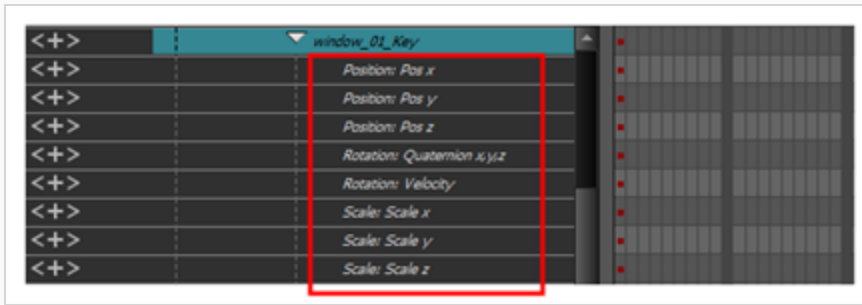 <+> window_01_Key
<+> Position: Pos x
<+> Position: Pos y
<+> Position: Pos z
<+> Rotation: Quaternion x,y,z
<+> Rotation: Velocity
<+> Scale: Scale x
<+> Scale: Scale y
<+> Scale: Scale z